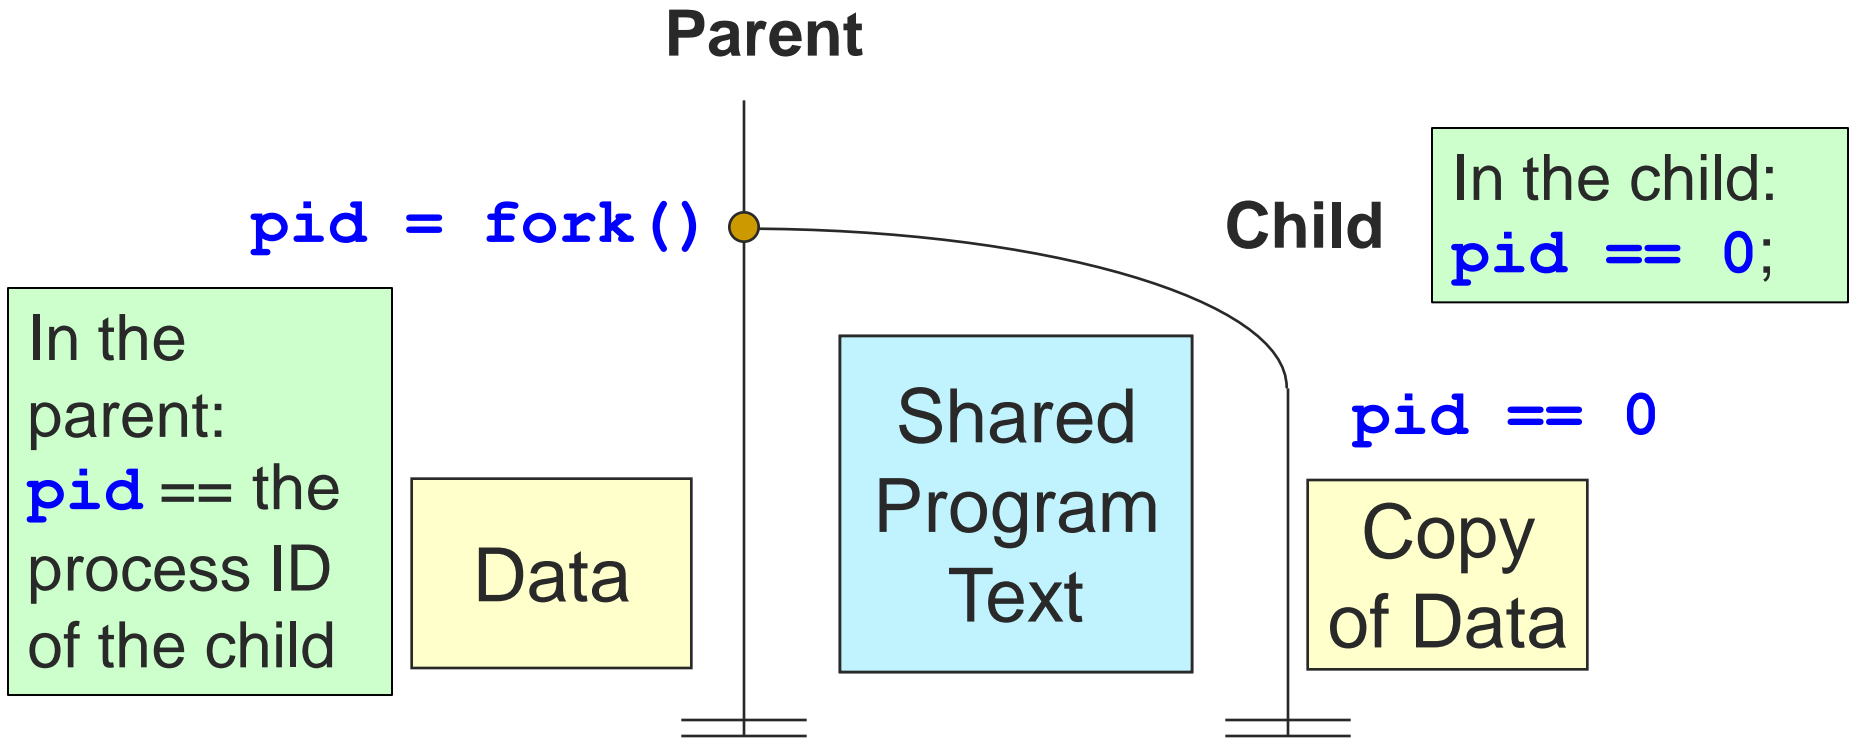 Parent
pid = fork()
Child
In the child:
pid == 0;
In the
parent:
pid == the
process ID
of the child
Data
Shared
Program
Text
pid == 0
Copy
of Data